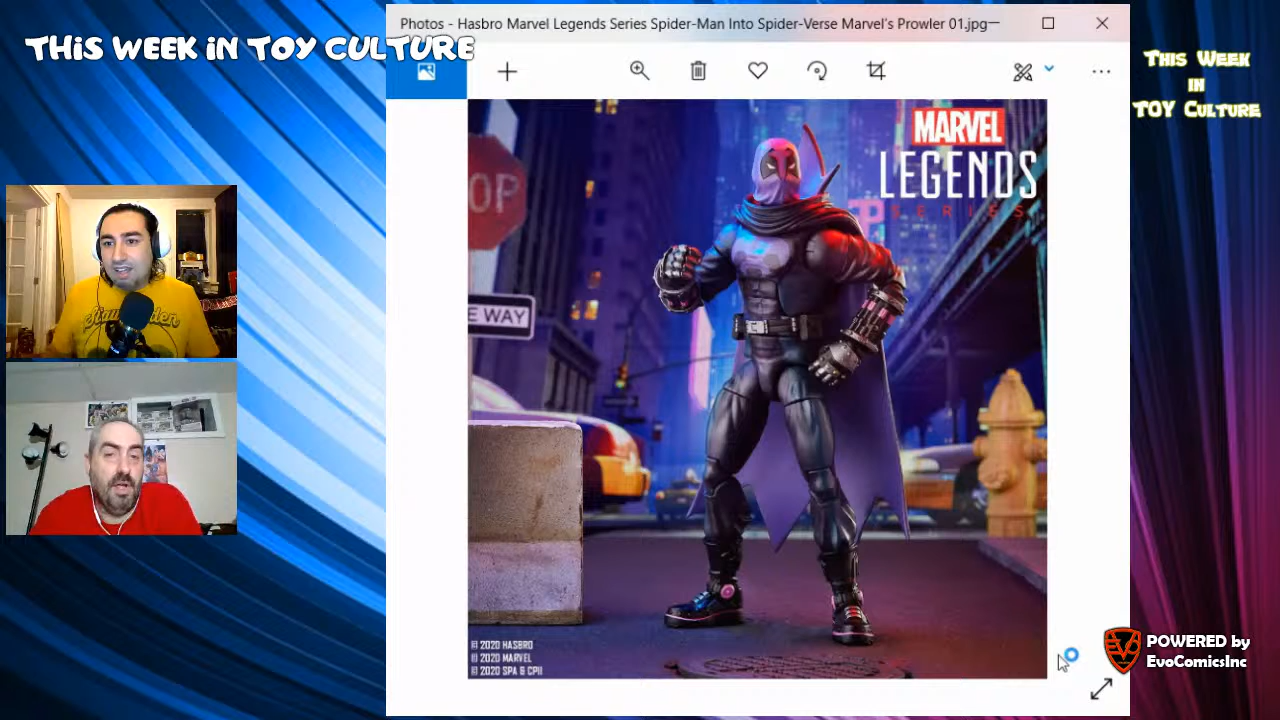 THIS WEEK IN TOY CULTURE
Photos - Hasbro Marvel Legends Series Spider-Man Into Spider-Verse Marvel's Prowler 01.jpg
This Week
in
TOY Culture
MARVEL
LEGENDS
SERIES
OP
E WAY
© 2020 HASBRO
© 2020 MARVEL
© 2020 SPA & CPII
POWERED by
EvoComicsInc